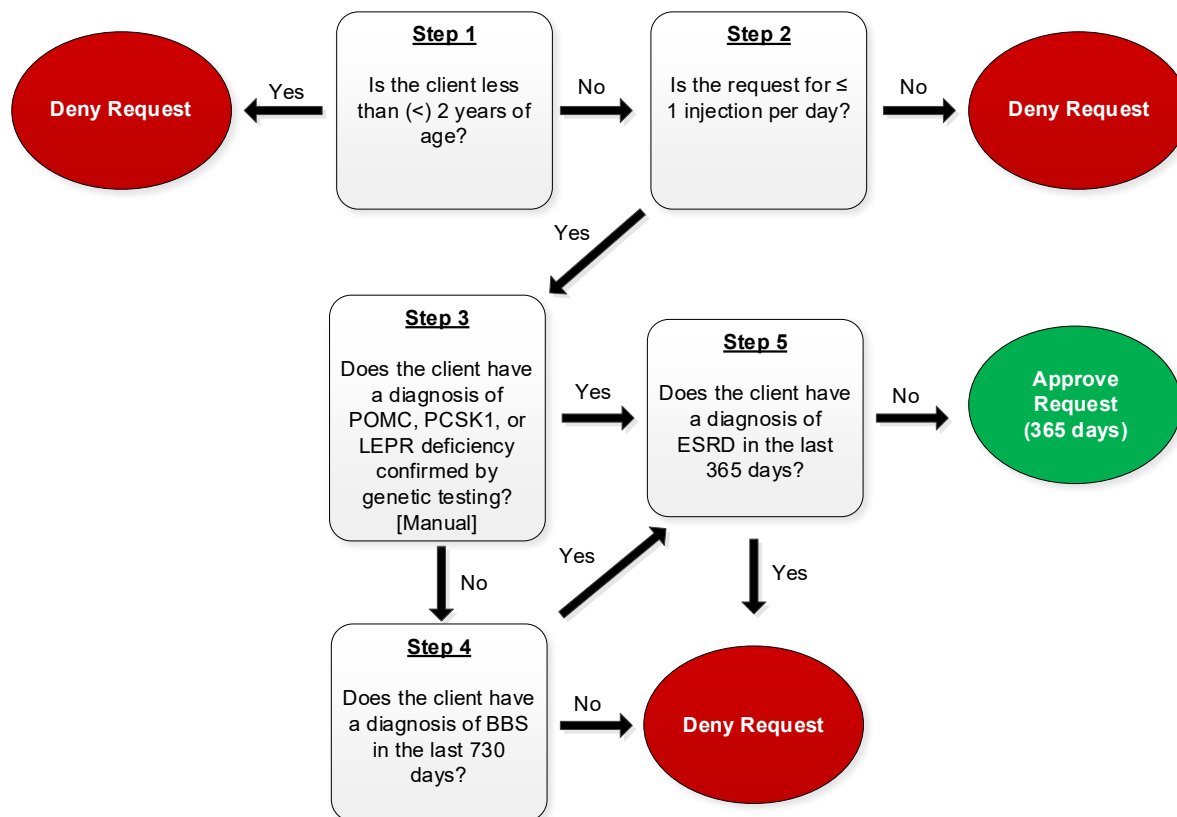 Deny Request
Yes
Step 1
Is the client less
than (<) 2 years of
age?
No
Step 2
Is the request for ≤
1 injection per day?
No
Deny Request
Yes
Step 3
Does the client have
a diagnosis of
POMC, PCSK1, or
LEPR deficiency
confirmed by
genetic testing?
[Manual]
Yes
Step 5
Does the client have
a diagnosis of
ESRD in the last
365 days?
No
Approve
Request
(365 days)
No
Yes
Yes
Step 4
Does the client have
a diagnosis of BBS
in the last 730
days?
No
Deny Request